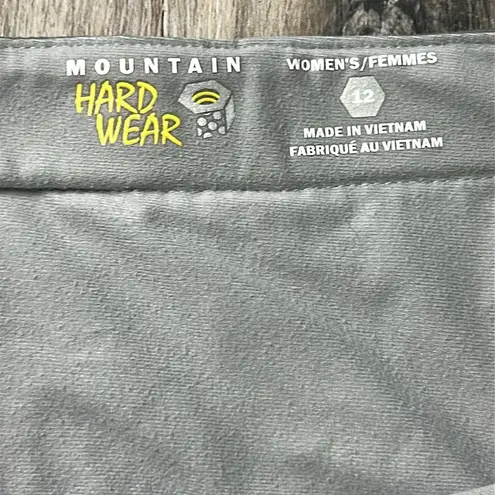 MOUNTAIN
HARD
WEAR
WOMEN'S/FEMMES
12
MADE IN VIETNAM
FABRIQUÉ AU VIETNAM